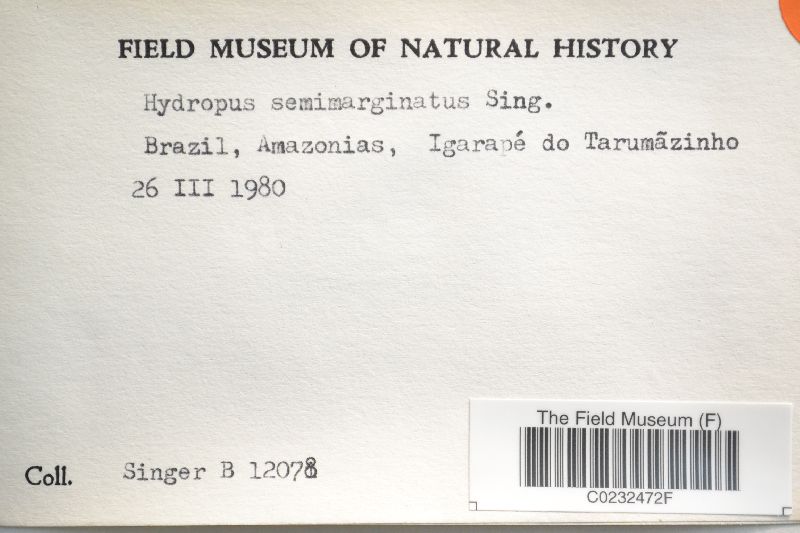 FIELD MUSEUM OF NATURAL HISTORY
Hydropus semimarginatus Sing.
Brazil, Amazonias, Igarapé do Tarumãzinho
26 III 1980
Coll. Singer B 12078
The Field Museum (F)
C0232472F